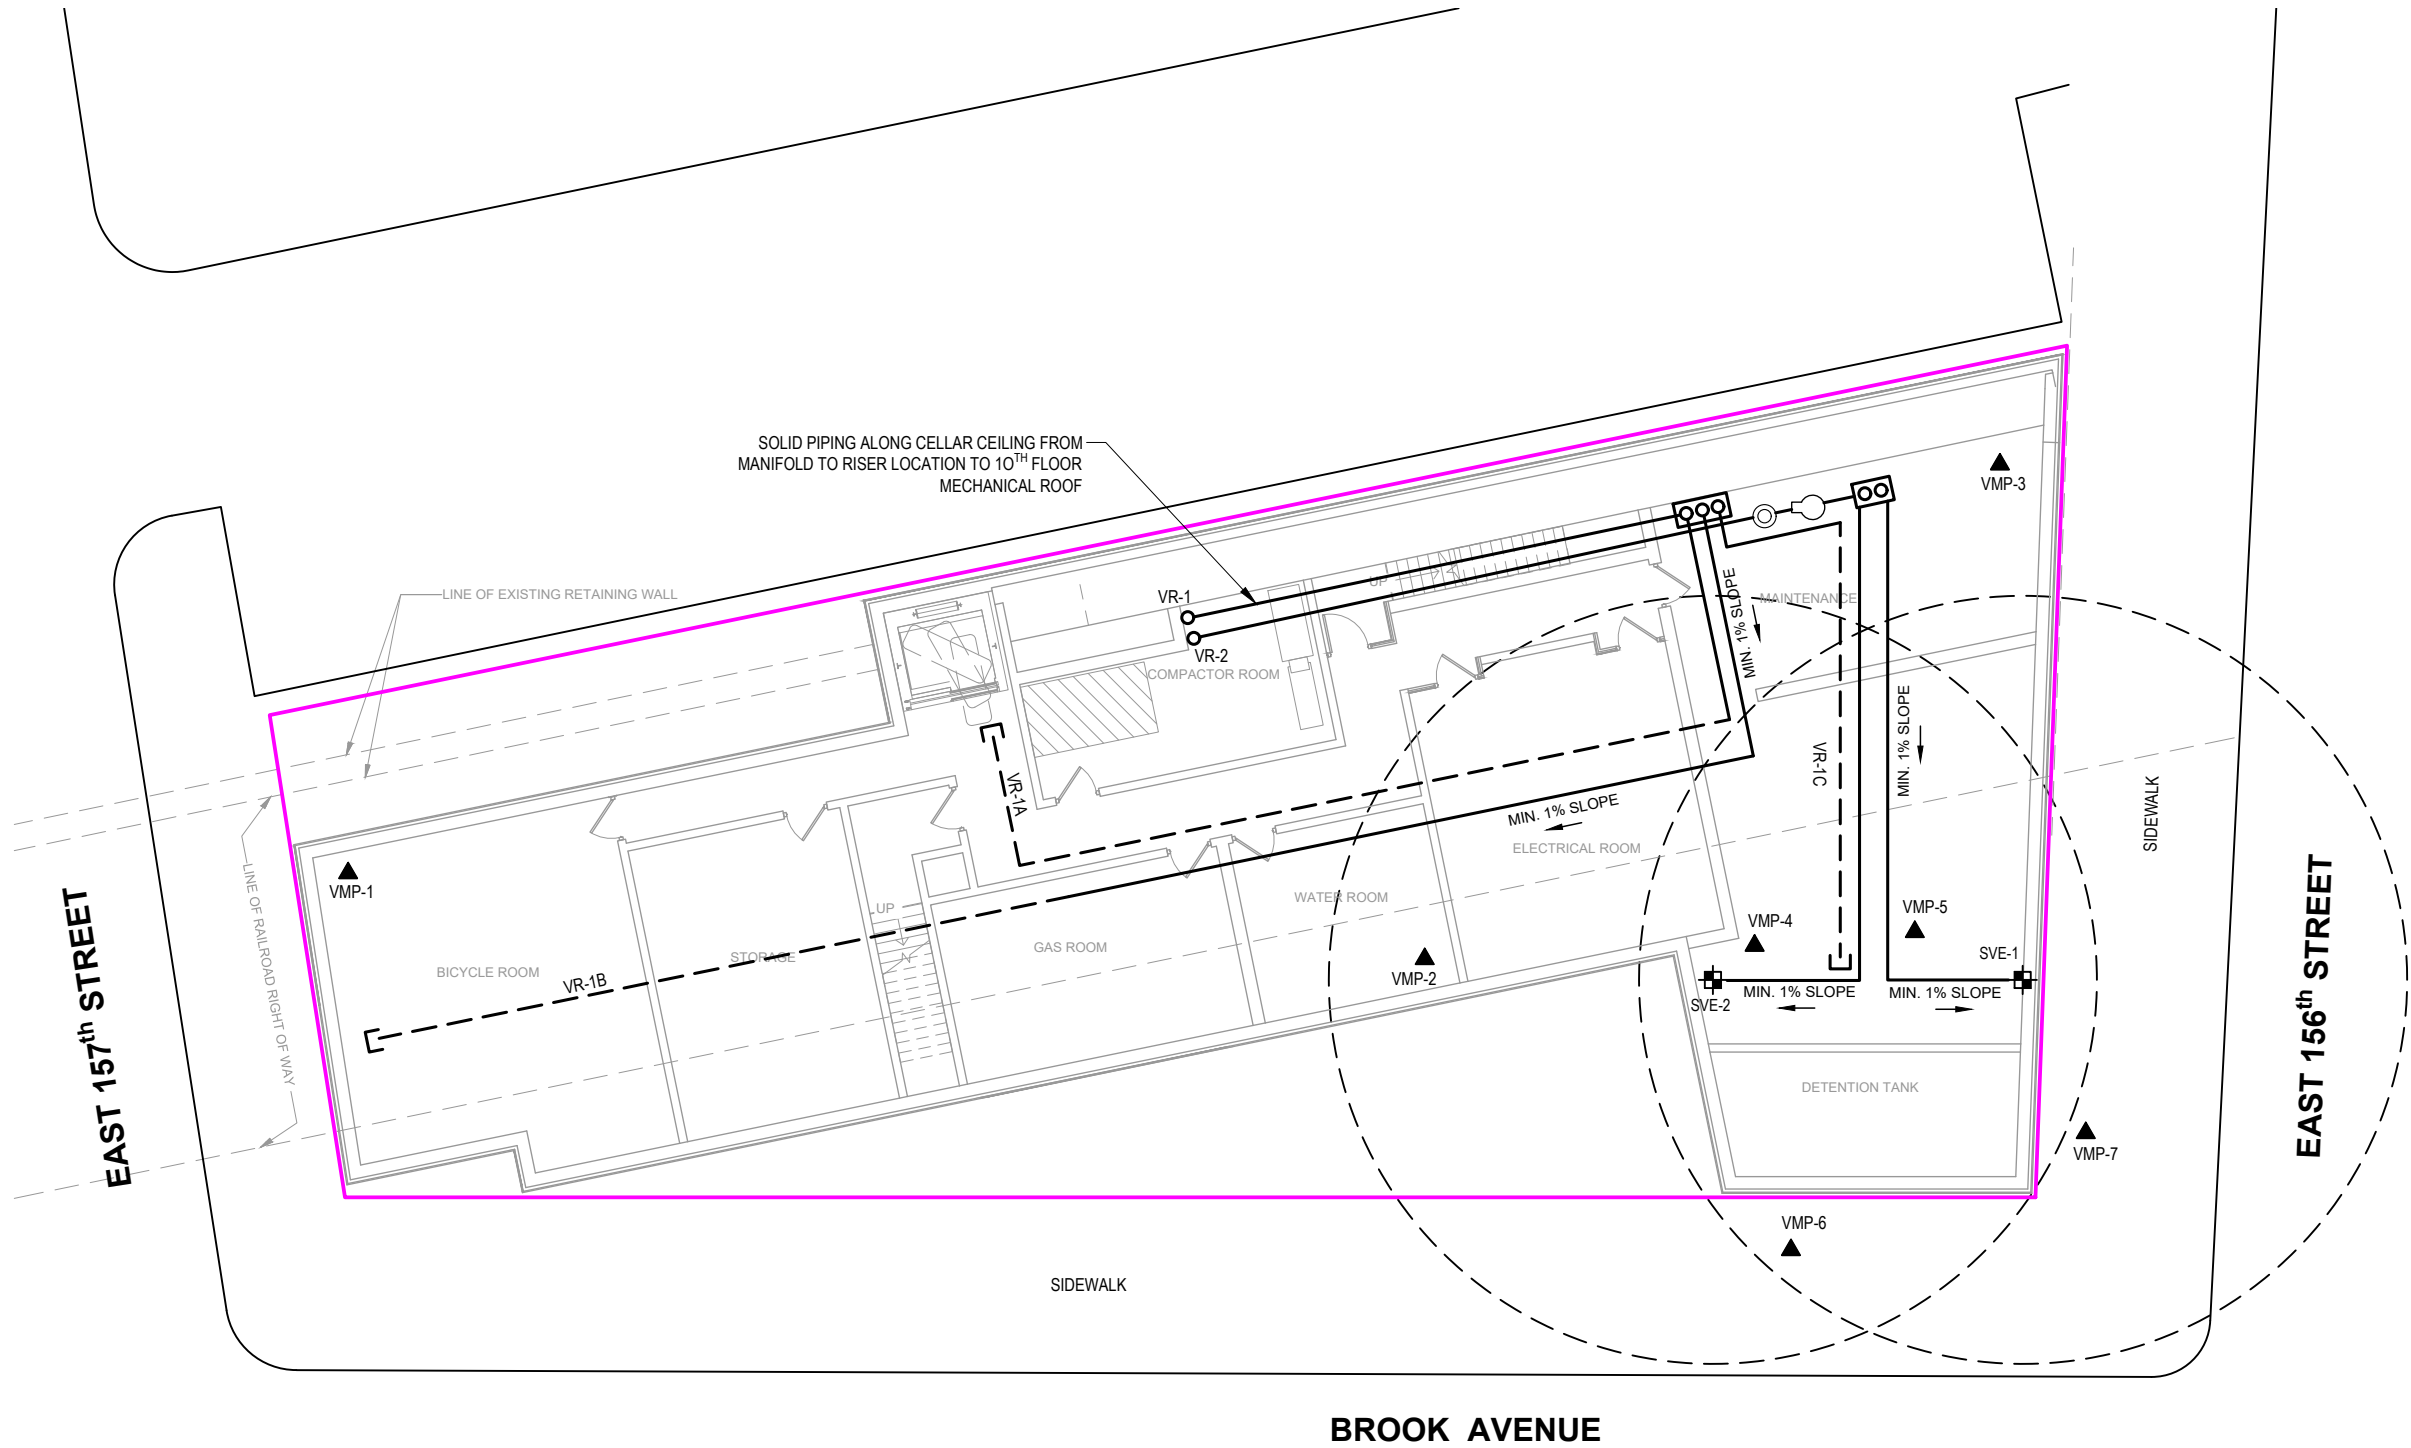 SOLID PIPING ALONG CELLAR CEILING FROM
MANIFOLD TO RISER LOCATION TO 1OTH FLOOR
MECHANICAL ROOF
VMP-3
LINE OF EXISTING RETAINING WALL
UP
VR-1
VR-2
COMPACTOR ROOM
MIN. 1% SLOPE
MAINTENANCE
MIN. 1% SLOPE
VR-1A
VR-1C
MIN. 1% SLOPE
ELECTRICAL ROOM
SIDEWALK
VMP-1
LINE OF RAILROAD RIGHT OF WAY
EAST 157th STREET
UP
WATER ROOM
GAS ROOM
STORAGE
BICYCLE ROOM
VR-1B
VMP-2
VMP-4
VMP-5
SVE-1
SVE-2
MIN. 1% SLOPE
MIN. 1% SLOPE
EAST 156th STREET
DETENTION TANK
VMP-7
VMP-6
SIDEWALK
BROOK AVENUE